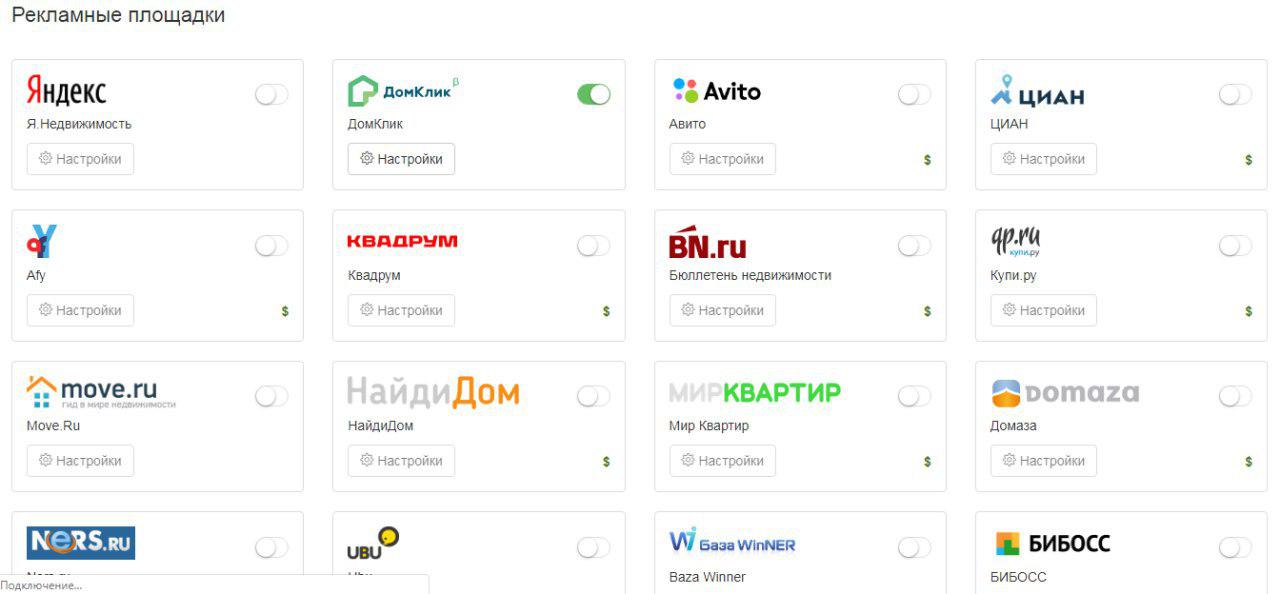 Рекламные площадки
Яндекс
Я.Недвижимость
Настройки
ДомКлик β
ДомКлик
Настройки
Avito
Авито
Настройки
$
ЦИАН
ЦИАН
Настройки
$
afy
Afy
Настройки
$
КВАДРУМ
Квадрум
Настройки
$
BN.ru
Бюллетень недвижимости
Настройки
$
qp.ru
купи.ру
Купи.ру
Настройки
$
move.ru
гид в мире недвижимости
Move.Ru
Настройки
НайдиДом
НайдиДом
Настройки
$
МИРКВАРТИР
Мир Квартир
Настройки
$
DOMAZA
Домаза
Настройки
$
NERS.RU
UBU
База WinNER
Baza Winner
БИБОСС
БИБОСС
Подключение...